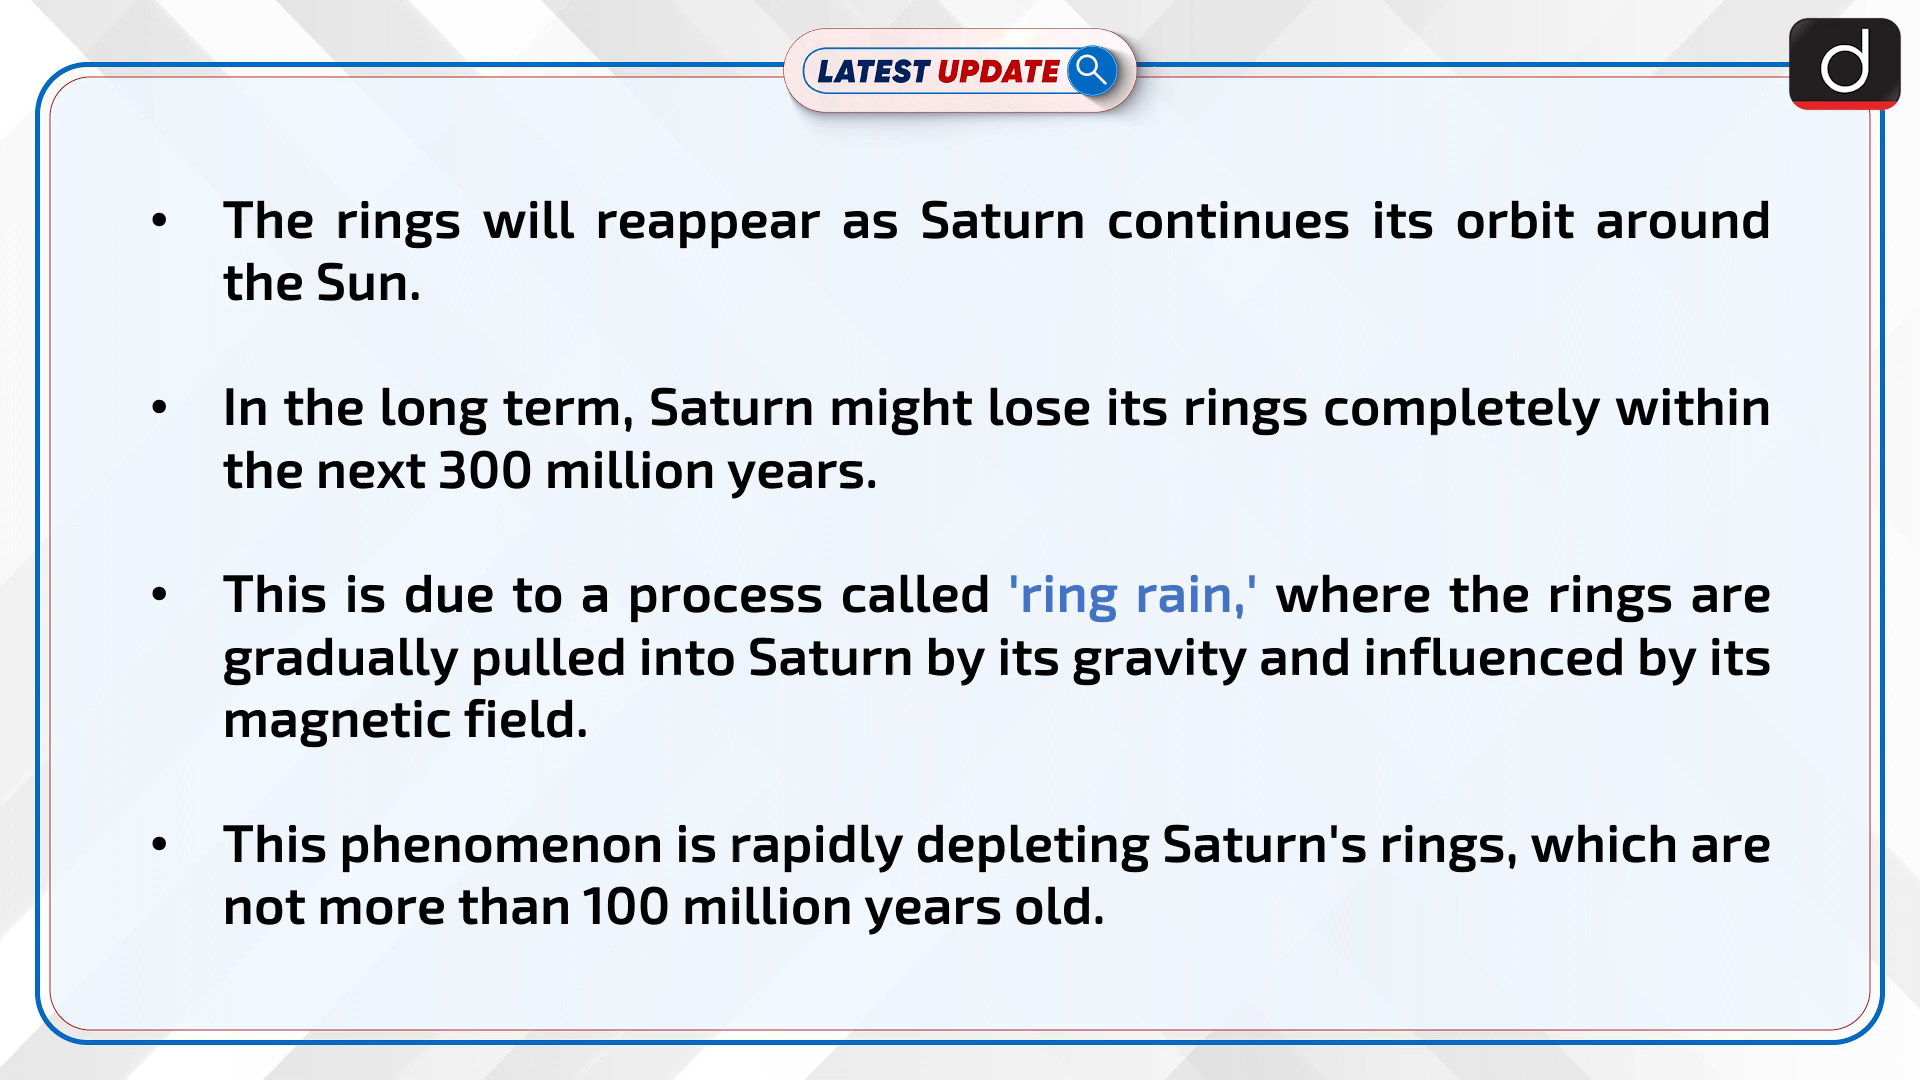 LATEST UPDATE
d
• The rings will reappear as Saturn continues its orbit around
the Sun.
• In the long term, Saturn might lose its rings completely within
the next 300 million years.
• This is due to a process called 'ring rain,' where the rings are
gradually pulled into Saturn by its gravity and influenced by its
magnetic field.
• This phenomenon is rapidly depleting Saturn's rings, which are
not more than 100 million years old.